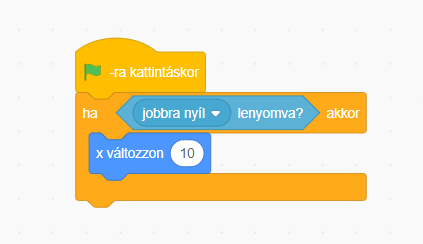 -ra kattintáskor
ha jobbra nyíl lenyomva? akkor
x változzon 10